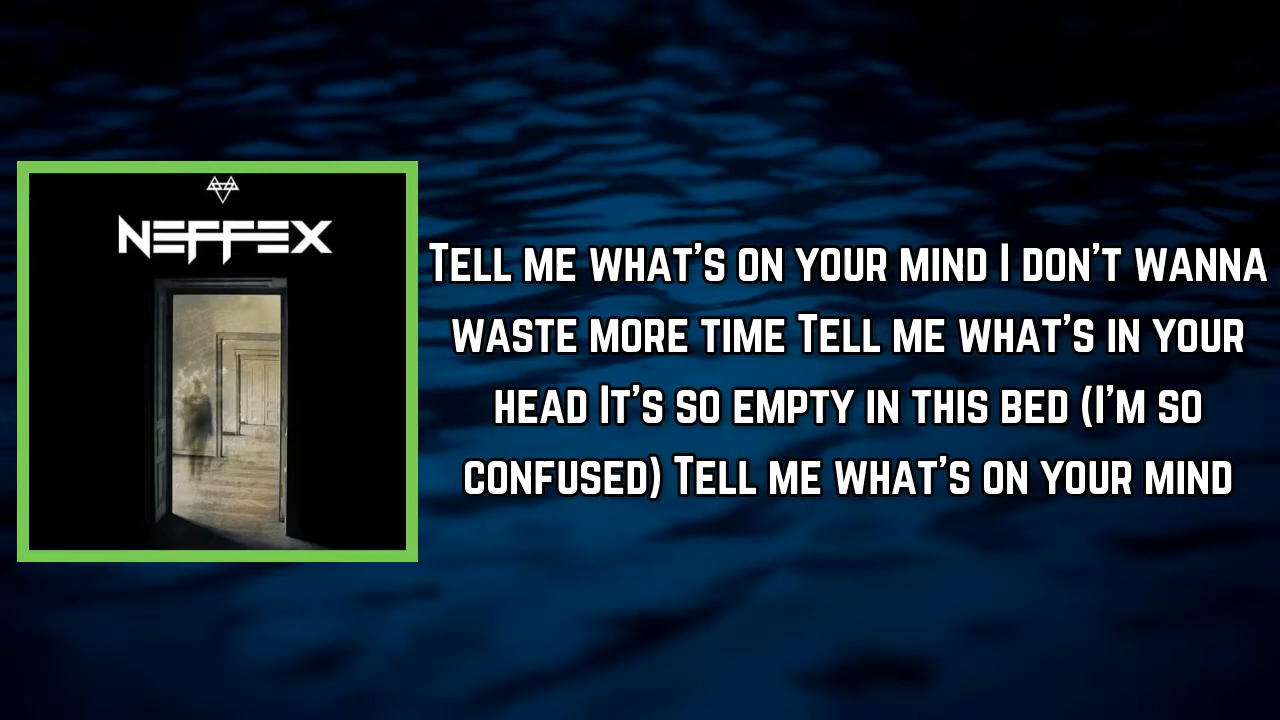 NEFFEX
Tell me what's on your mind I don't wanna
waste more time Tell me what's in your
head It's so empty in this bed (I'm so
confused) Tell me what's on your mind